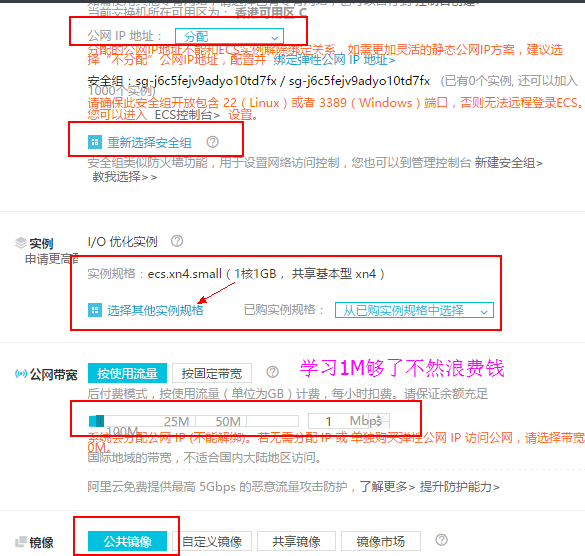 当前交换机所在可用区为： 香港可用区 C
公网 IP 地址： 分配
分配的公网IP地址不能和ECS实例解除绑定关系，如需更加灵活的静态公网IP方案，建议选
择“不分配”公网IP地址，配置并 绑定弹性公网 IP 地址>
安全组：sg-j6c5fejv9adyo10td7fx / sg-j6c5fejv9adyo10td7fx （已有0个实例, 还可以加入
1000个实例)
请确保此安全组开放包含 22（Linux）或者 3389（Windows）端口，否则无法远程登录ECS。
您可以进入 ECS控制台> 设置。
重新选择安全组 ?
安全组类似防火墙功能，用于设置网络访问控制，您也可以到管理控制台 新建安全组>
教我选择>>
实例 I/O 优化实例 ?
申请更高配
实例规格：ecs.xn4.small（1核1GB， 共享基本型 xn4 ）
选择其他实例规格 已购实例规格： 从已购实例规格中选择
公网带宽 按使用流量 按固定带宽 ? 学习1M够了不然浪费钱
后付费模式，按使用流量（单位为GB）计费，每小时扣费。请保证余额充足
25M 50M 1 Mbps
100M
系统会分配公网 IP (不能解绑)。若无需分配 IP 或 单独购买弹性公网 IP 访问公网，请选择带宽
0M。
国际地域的带宽，不适合国内大陆地区访问。
阿里云免费提供最高 5Gbps 的恶意流量攻击防护，了解更多> 提升防护能力>
镜像 公共镜像 自定义镜像 共享镜像 镜像市场 ?